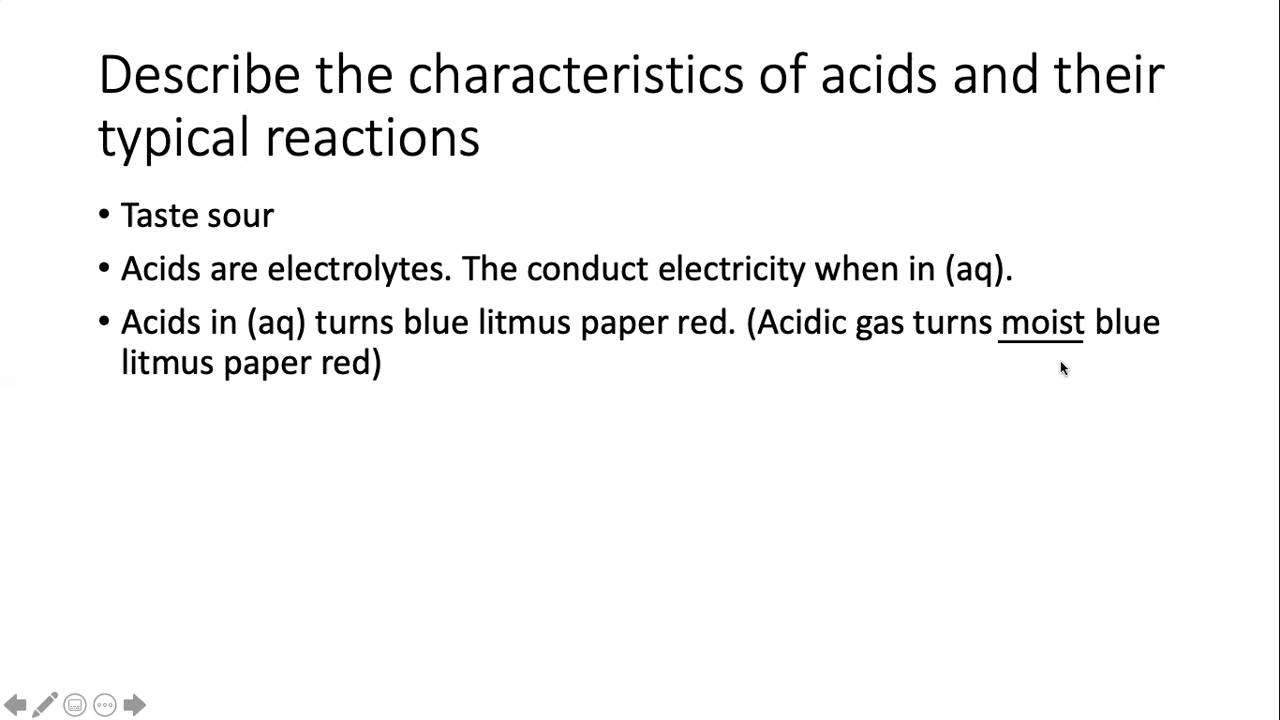 Describe the characteristics of acids and their
typical reactions
• Taste sour
• Acids are electrolytes. The conduct electricity when in (aq).
• Acids in (aq) turns blue litmus paper red. (Acidic gas turns moist blue
litmus paper red)